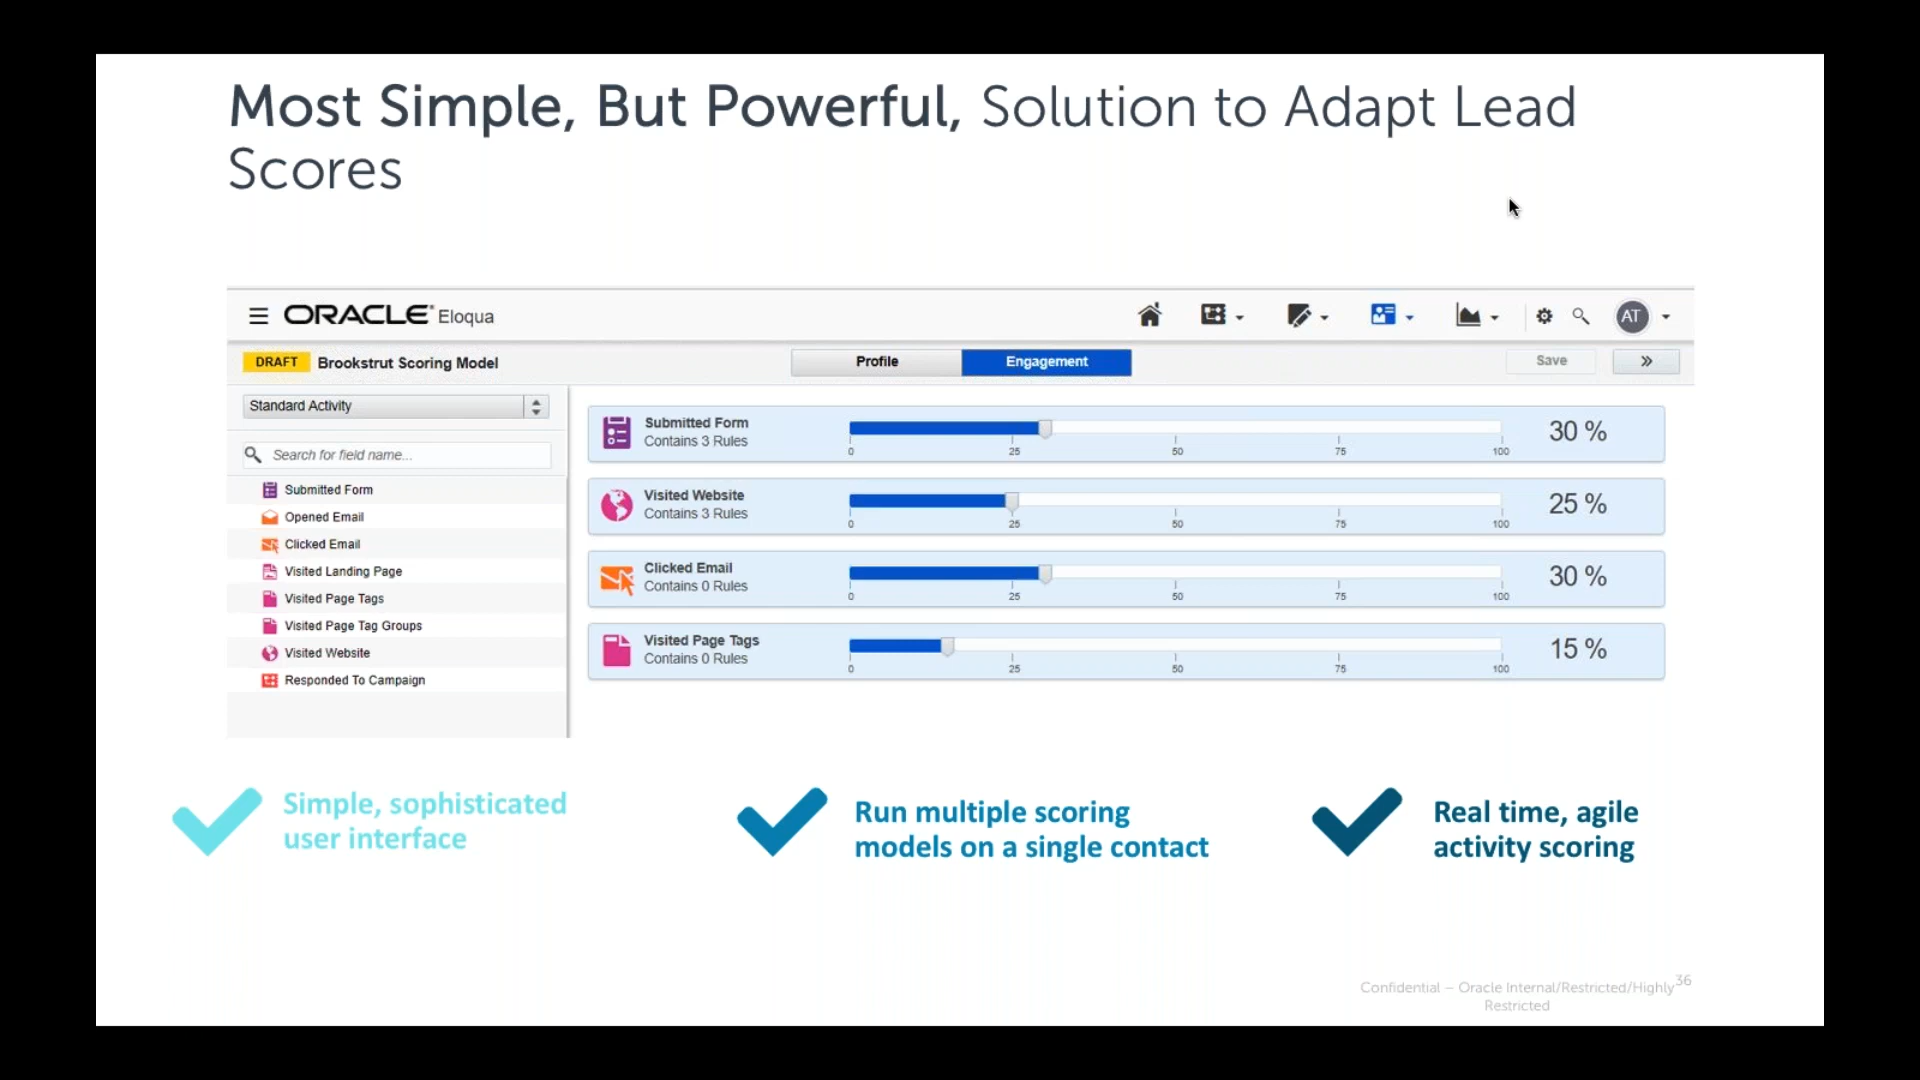 Most Simple, But Powerful, Solution to Adapt Lead
Scores
ORACLE Eloqua
AT
DRAFT Brookstrut Scoring Model
Profile
Engagement
Save
»
Standard Activity
Search for field name...
Submitted Form
Opened Email
Clicked Email
Visited Landing Page
Visited Page Tags
Visited Page Tag Groups
Visited Website
Responded To Campaign
Submitted Form
Contains 3 Rules
0 25 50 75 100
30 %
Visited Website
Contains 3 Rules
0 25 50 75 100
25 %
Clicked Email
Contains 0 Rules
0 25 50 75 100
30 %
Visited Page Tags
Contains 0 Rules
0 25 50 75 100
15 %
Simple, sophisticated
user interface
Run multiple scoring
models on a single contact
Real time, agile
activity scoring
Confidential – Oracle Internal/Restricted/Highly
Restricted
36